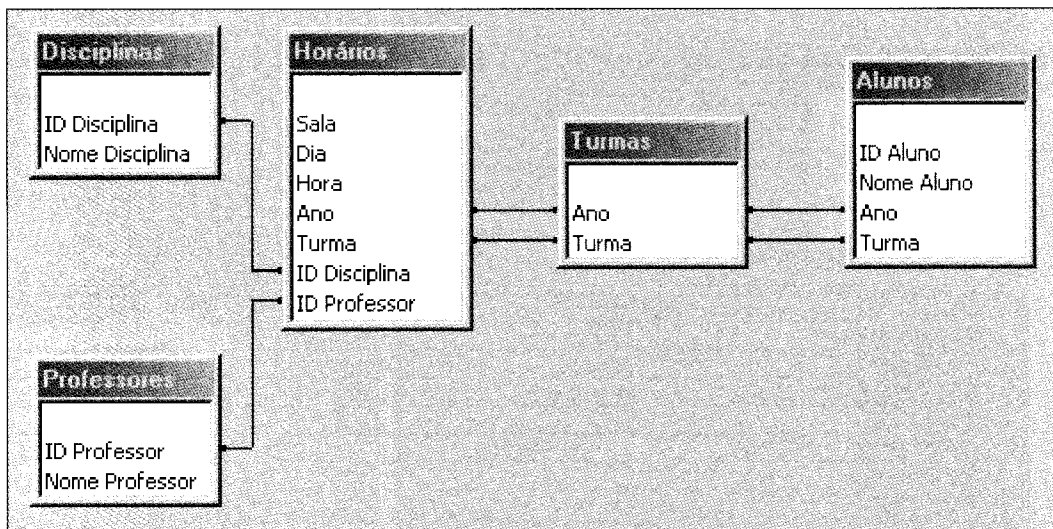 Disciplinas
ID Disciplina
Nome Disciplina
Horários
Sala
Dia
Hora
Ano
Turma
ID Disciplina
ID Professor
Turmas
Ano
Turma
Alunos
ID Aluno
Nome Aluno
Ano
Turma
Professores
ID Professor
Nome Professor